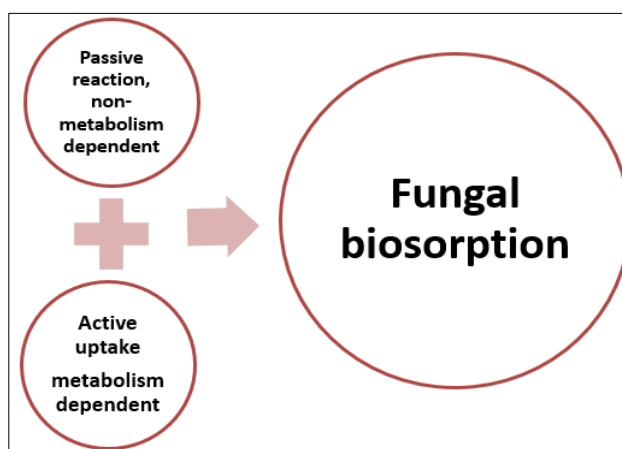 Passive
reaction,
non-
metabolism
dependent
Active
uptake
metabolism
dependent
Fungal
biosorption